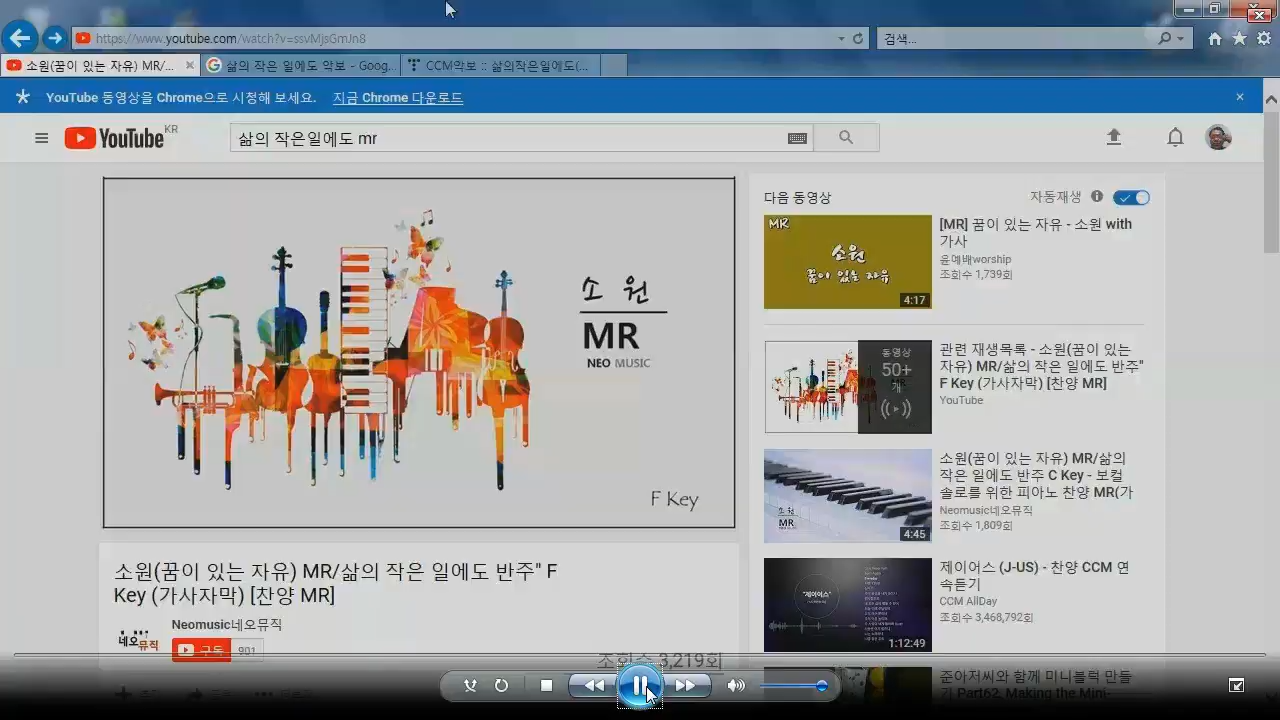 https://www.youtube.com/watch?v=ssvMjsGmJn8
검색...
소원(꿈이 있는 자유) MR/...
삶의 작은 일에도 악보 - Goog...
CCM악보 :: 삶의작은일에도(...
YouTube 동영상을 Chrome으로 시청해 보세요. 지금 Chrome 다운로드
YouTube KR
삶의 작은일에도 mr
소 원
MR
NEO MUSIC
F Key
소원(꿈이 있는 자유) MR/삶의 작은 일에도 반주" F
Key (가사자막) [찬양 MR]
네오뮤직
Neomusic네오뮤직
구독 901
조회수 3,219회
다음 동영상
자동재생
MR
소원
꿈이 있는 자유
4:17
[MR] 꿈이 있는 자유 - 소원 with
가사
윤예배worship
조회수 1,739회
동영상
50+
개
관련 재생목록 - 소원(꿈이 있는
자유) MR/삶의 작은 일에도 반주"
F Key (가사자막) [찬양 MR]
YouTube
소원
MR
4:45
소원(꿈이 있는 자유) MR/삶의
작은 일에도 반주 C Key - 보컬
솔로를 위한 피아노 찬양 MR(가
Neomusic네오뮤직
조회수 1,809회
"제이어스"
1:12:49
제이어스 (J-US) - 찬양 CCM 연
속듣기
CCM AllDay
조회수 3,468,792회
준아저씨와 함께 미니블럭 만들
기 Part62. Making the Mini-